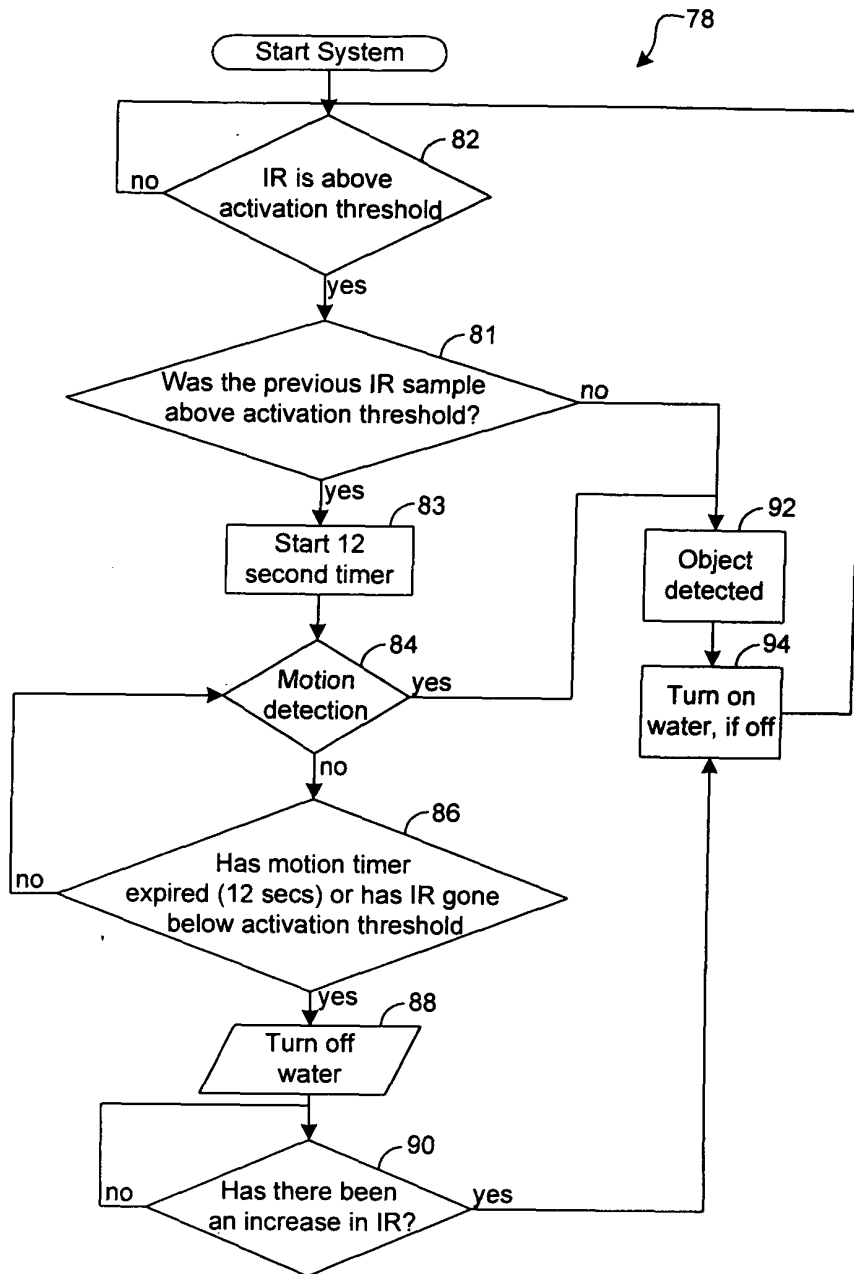 78
Start System
82
IR is above
activation threshold
no
yes
81
Was the previous IR sample
above activation threshold?
no
yes
83
Start 12
second timer
92
Object
detected
84
Motion
detection
yes
no
94
Turn on
water, if off
86
Has motion timer
expired (12 secs) or has IR gone
below activation threshold
no
yes
88
Turn off
water
90
Has there been
an increase in IR?
no
yes